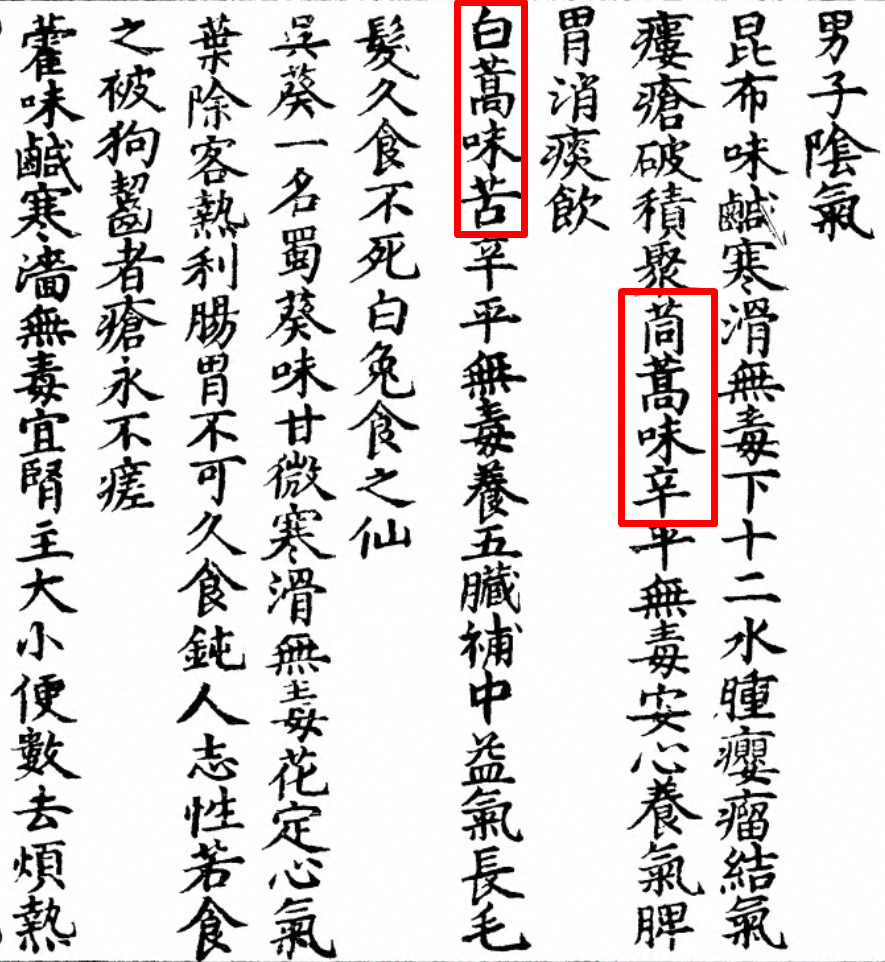 男子陰氣
昆布味鹹寒滑無毒下十二水腫癭瘤結氣
瘻瘡破積聚茼蒿味辛平無毒安心養氣脾
胃消痰飲
白蒿味苦辛平無毒養五臟補中益氣長毛
髮久食不死白兔食之仙
吳葵一名蜀葵味甘微寒滑無毒花定心氣
葉除客熱利腸胃不可久食鈍人志性若食
之被狗齧者瘡永不瘥
藿味鹹寒濇無毒宜腎主大小便數去煩熱